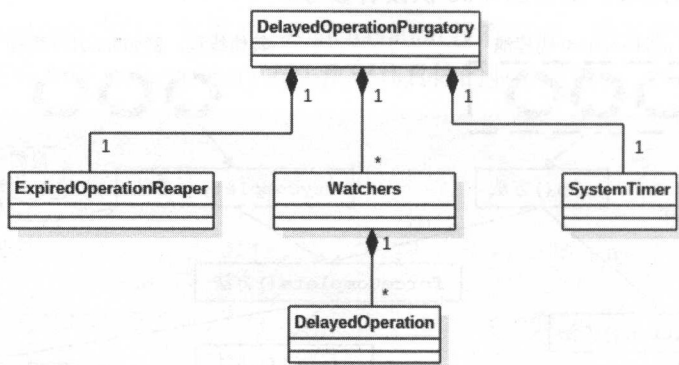 DelayedOperationPurgatory
1
1
1
1
*
1
ExpiredOperationReaper
Watchers
SystemTimer
1
*
DelayedOperation